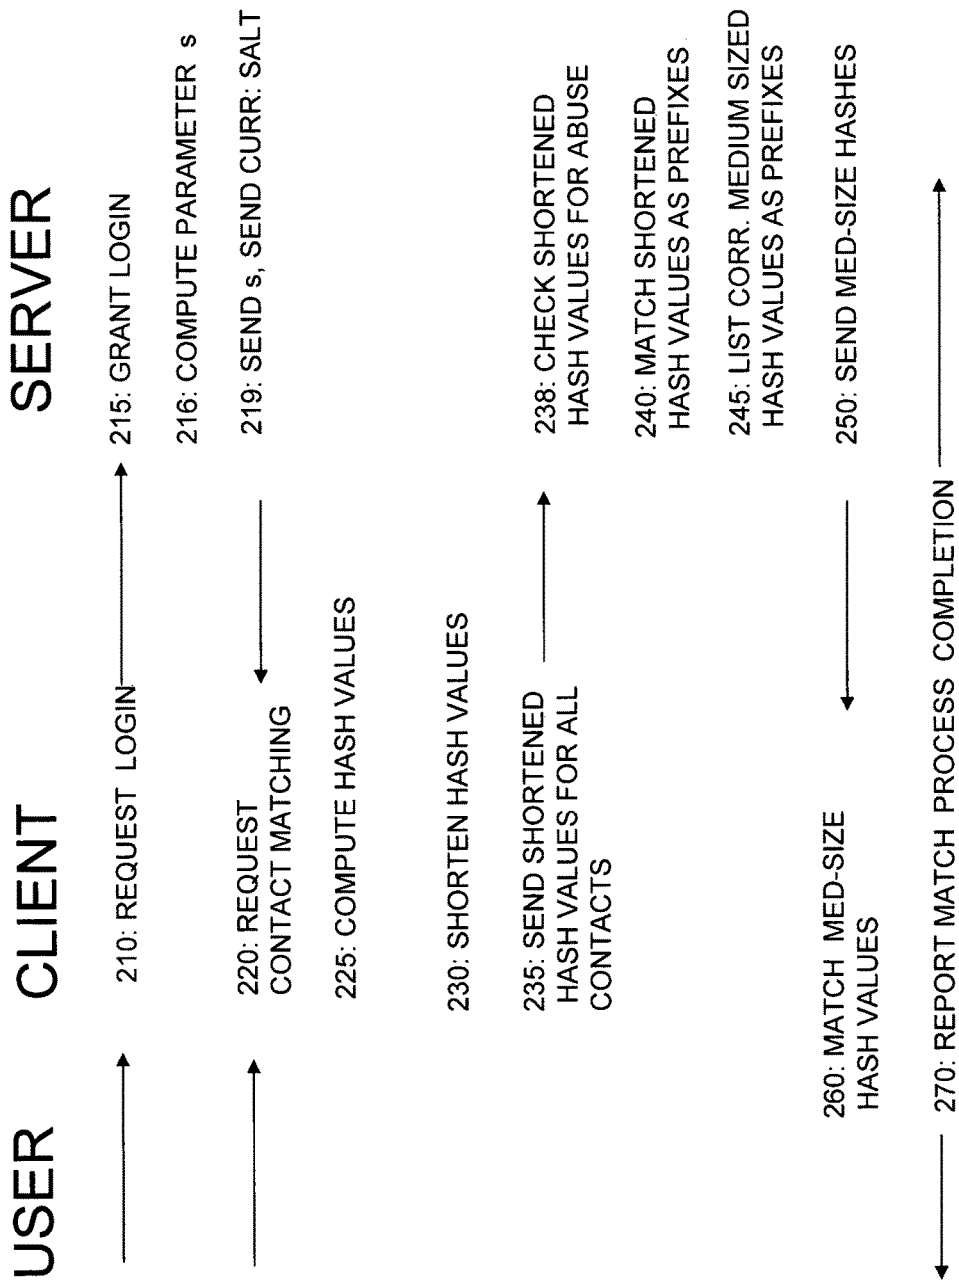 USER CLIENT SERVER
210: REQUEST LOGIN
215: GRANT LOGIN
216: COMPUTE PARAMETER s
219: SEND s, SEND CURR: SALT
220: REQUEST
CONTACT MATCHING
225: COMPUTE HASH VALUES
230: SHORTEN HASH VALUES
235: SEND SHORTENED
HASH VALUES FOR ALL
CONTACTS
238: CHECK SHORTENED
HASH VALUES FOR ABUSE
240: MATCH SHORTENED
HASH VALUES AS PREFIXES
245: LIST CORR. MEDIUM SIZED
HASH VALUES AS PREFIXES
250: SEND MED-SIZE HASHES
260: MATCH MED-SIZE
HASH VALUES
270: REPORT MATCH PROCESS COMPLETION